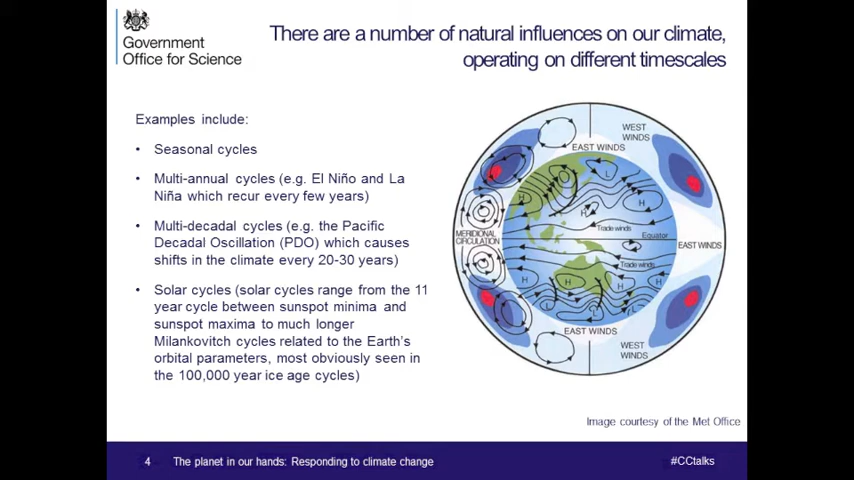 Government
Office for Science
There are a number of natural influences on our climate,
operating on different timescales
Examples include:
• Seasonal cycles
• Multi-annual cycles (e.g. El Niño and La
Niña which recur every few years)
• Multi-decadal cycles (e.g. the Pacific
Decadal Oscillation (PDO) which causes
shifts in the climate every 20-30 years)
• Solar cycles (solar cycles range from the 11
year cycle between sunspot minima and
sunspot maxima to much longer
Milankovitch cycles related to the Earth's
orbital parameters, most obviously seen in
the 100,000 year ice age cycles)
WEST
WINDS
EAST WINDS
L
H
H
H
H
Trade winds
Equator
MERIDIONAL
CIRCULATION
EAST WINDS
Trade winds
H
H
H
H
L
L
L
EAST WINDS
WEST
WINDS
Image courtesy of the Met Office
4 The planet in our hands: Responding to climate change
#CCtalks